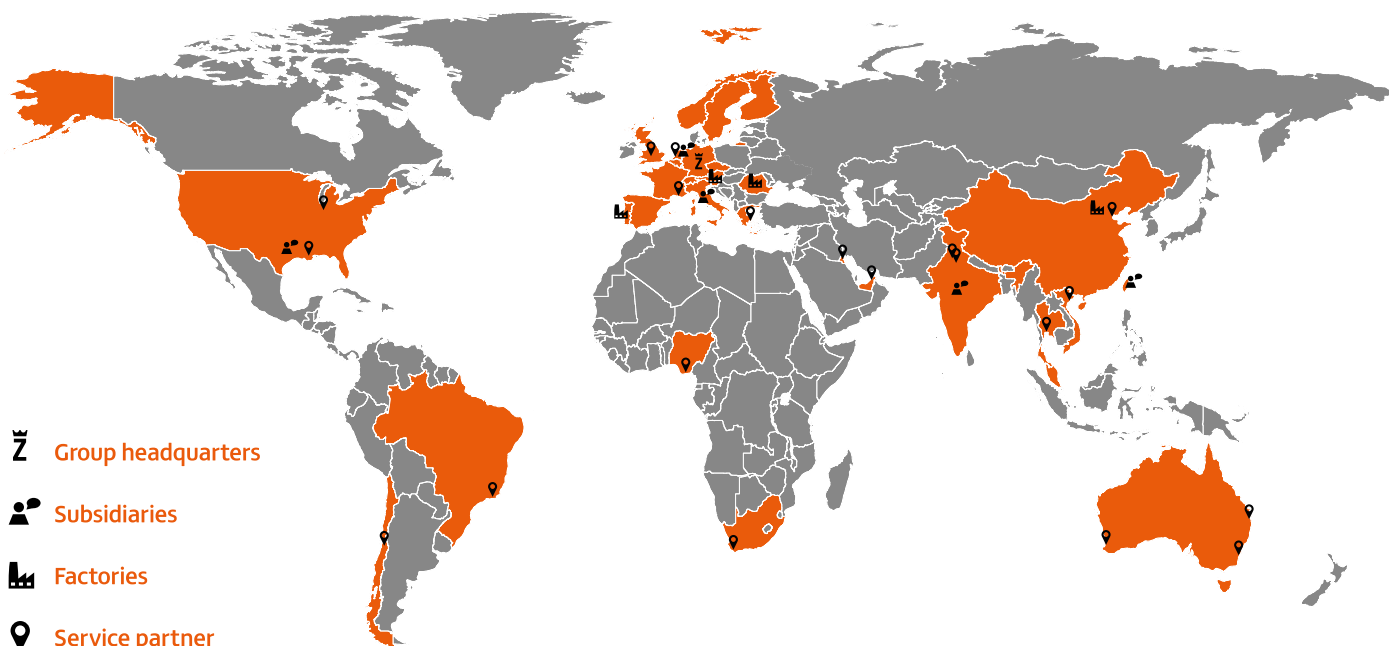 Ž
Group headquarters
Subsidiaries
Factories
Service partner
Ž